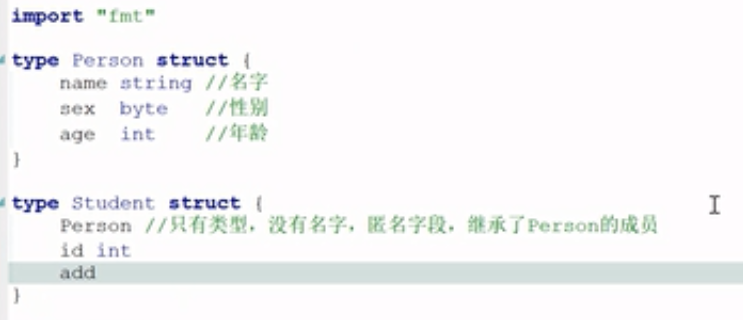 import "fmt"
type Person struct {
name string //名字
sex byte //性别
age int //年龄
}
type Student struct {
Person //只有类型，没有名字，匿名字段，继承了Person的成员
id int
add
}